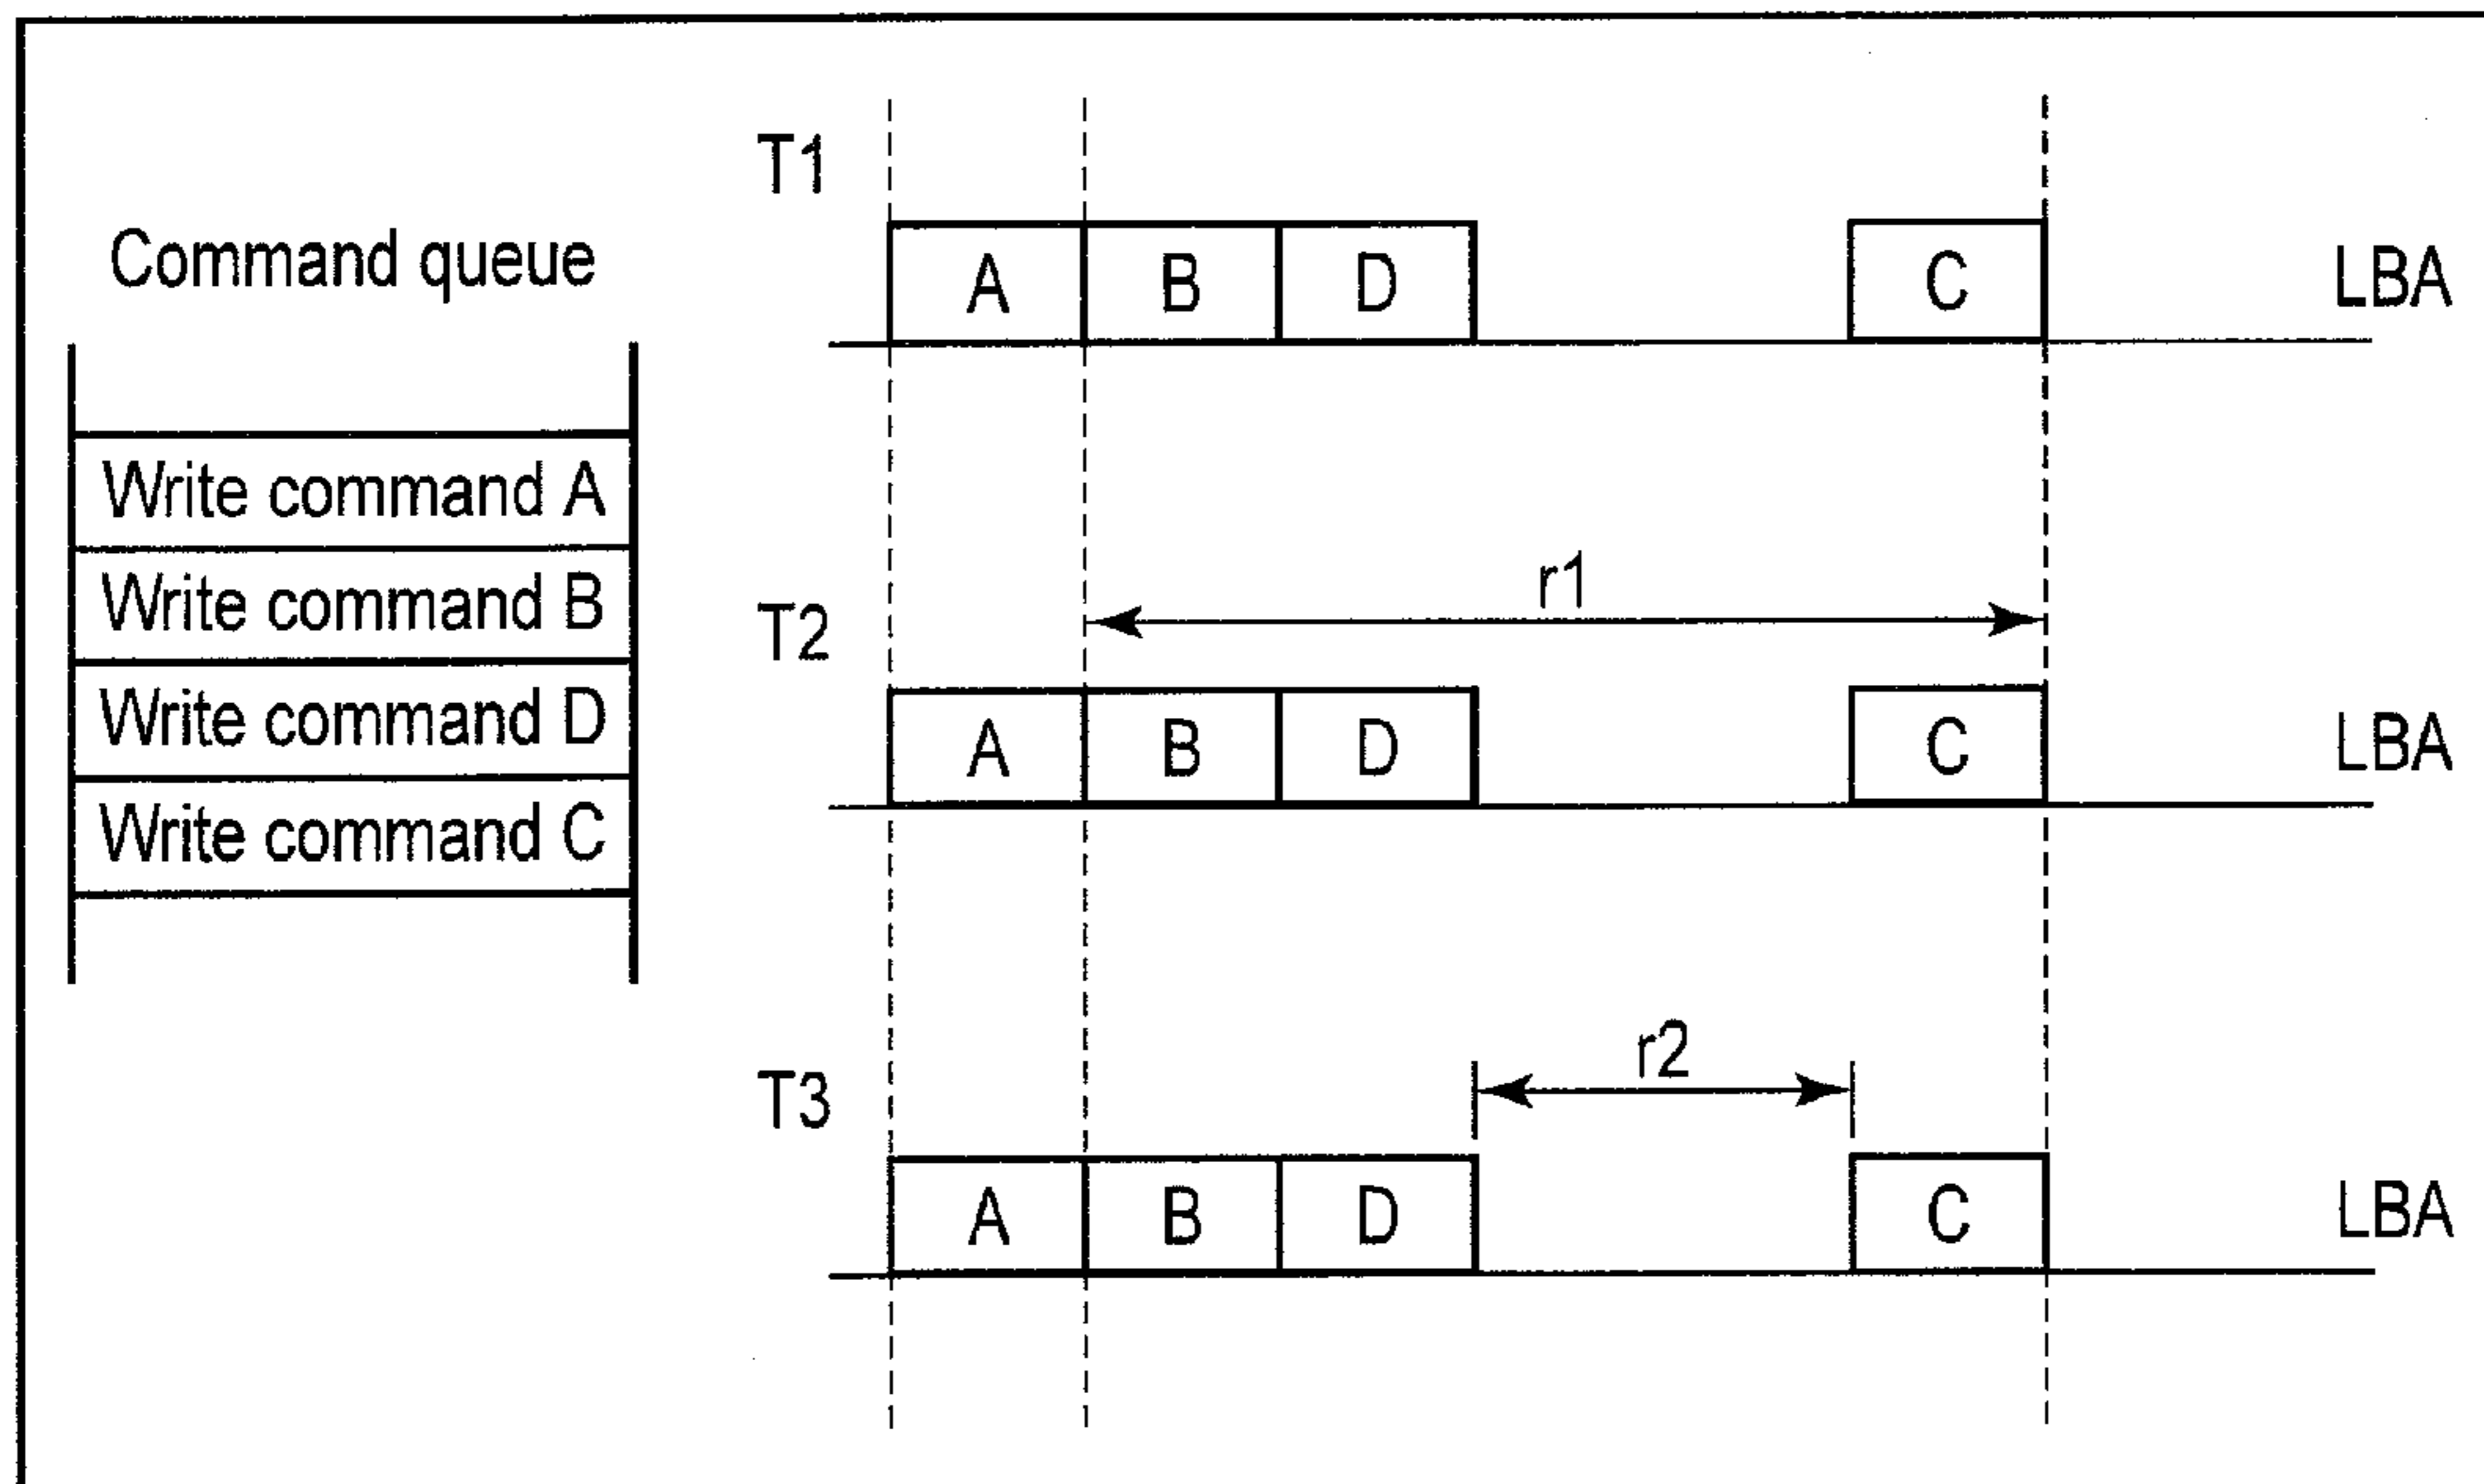 Command queue
Write command A
Write command B
Write command D
Write command C
T1
A B D C LBA
T2
r1
A B D C LBA
T3
r2
A B D C LBA